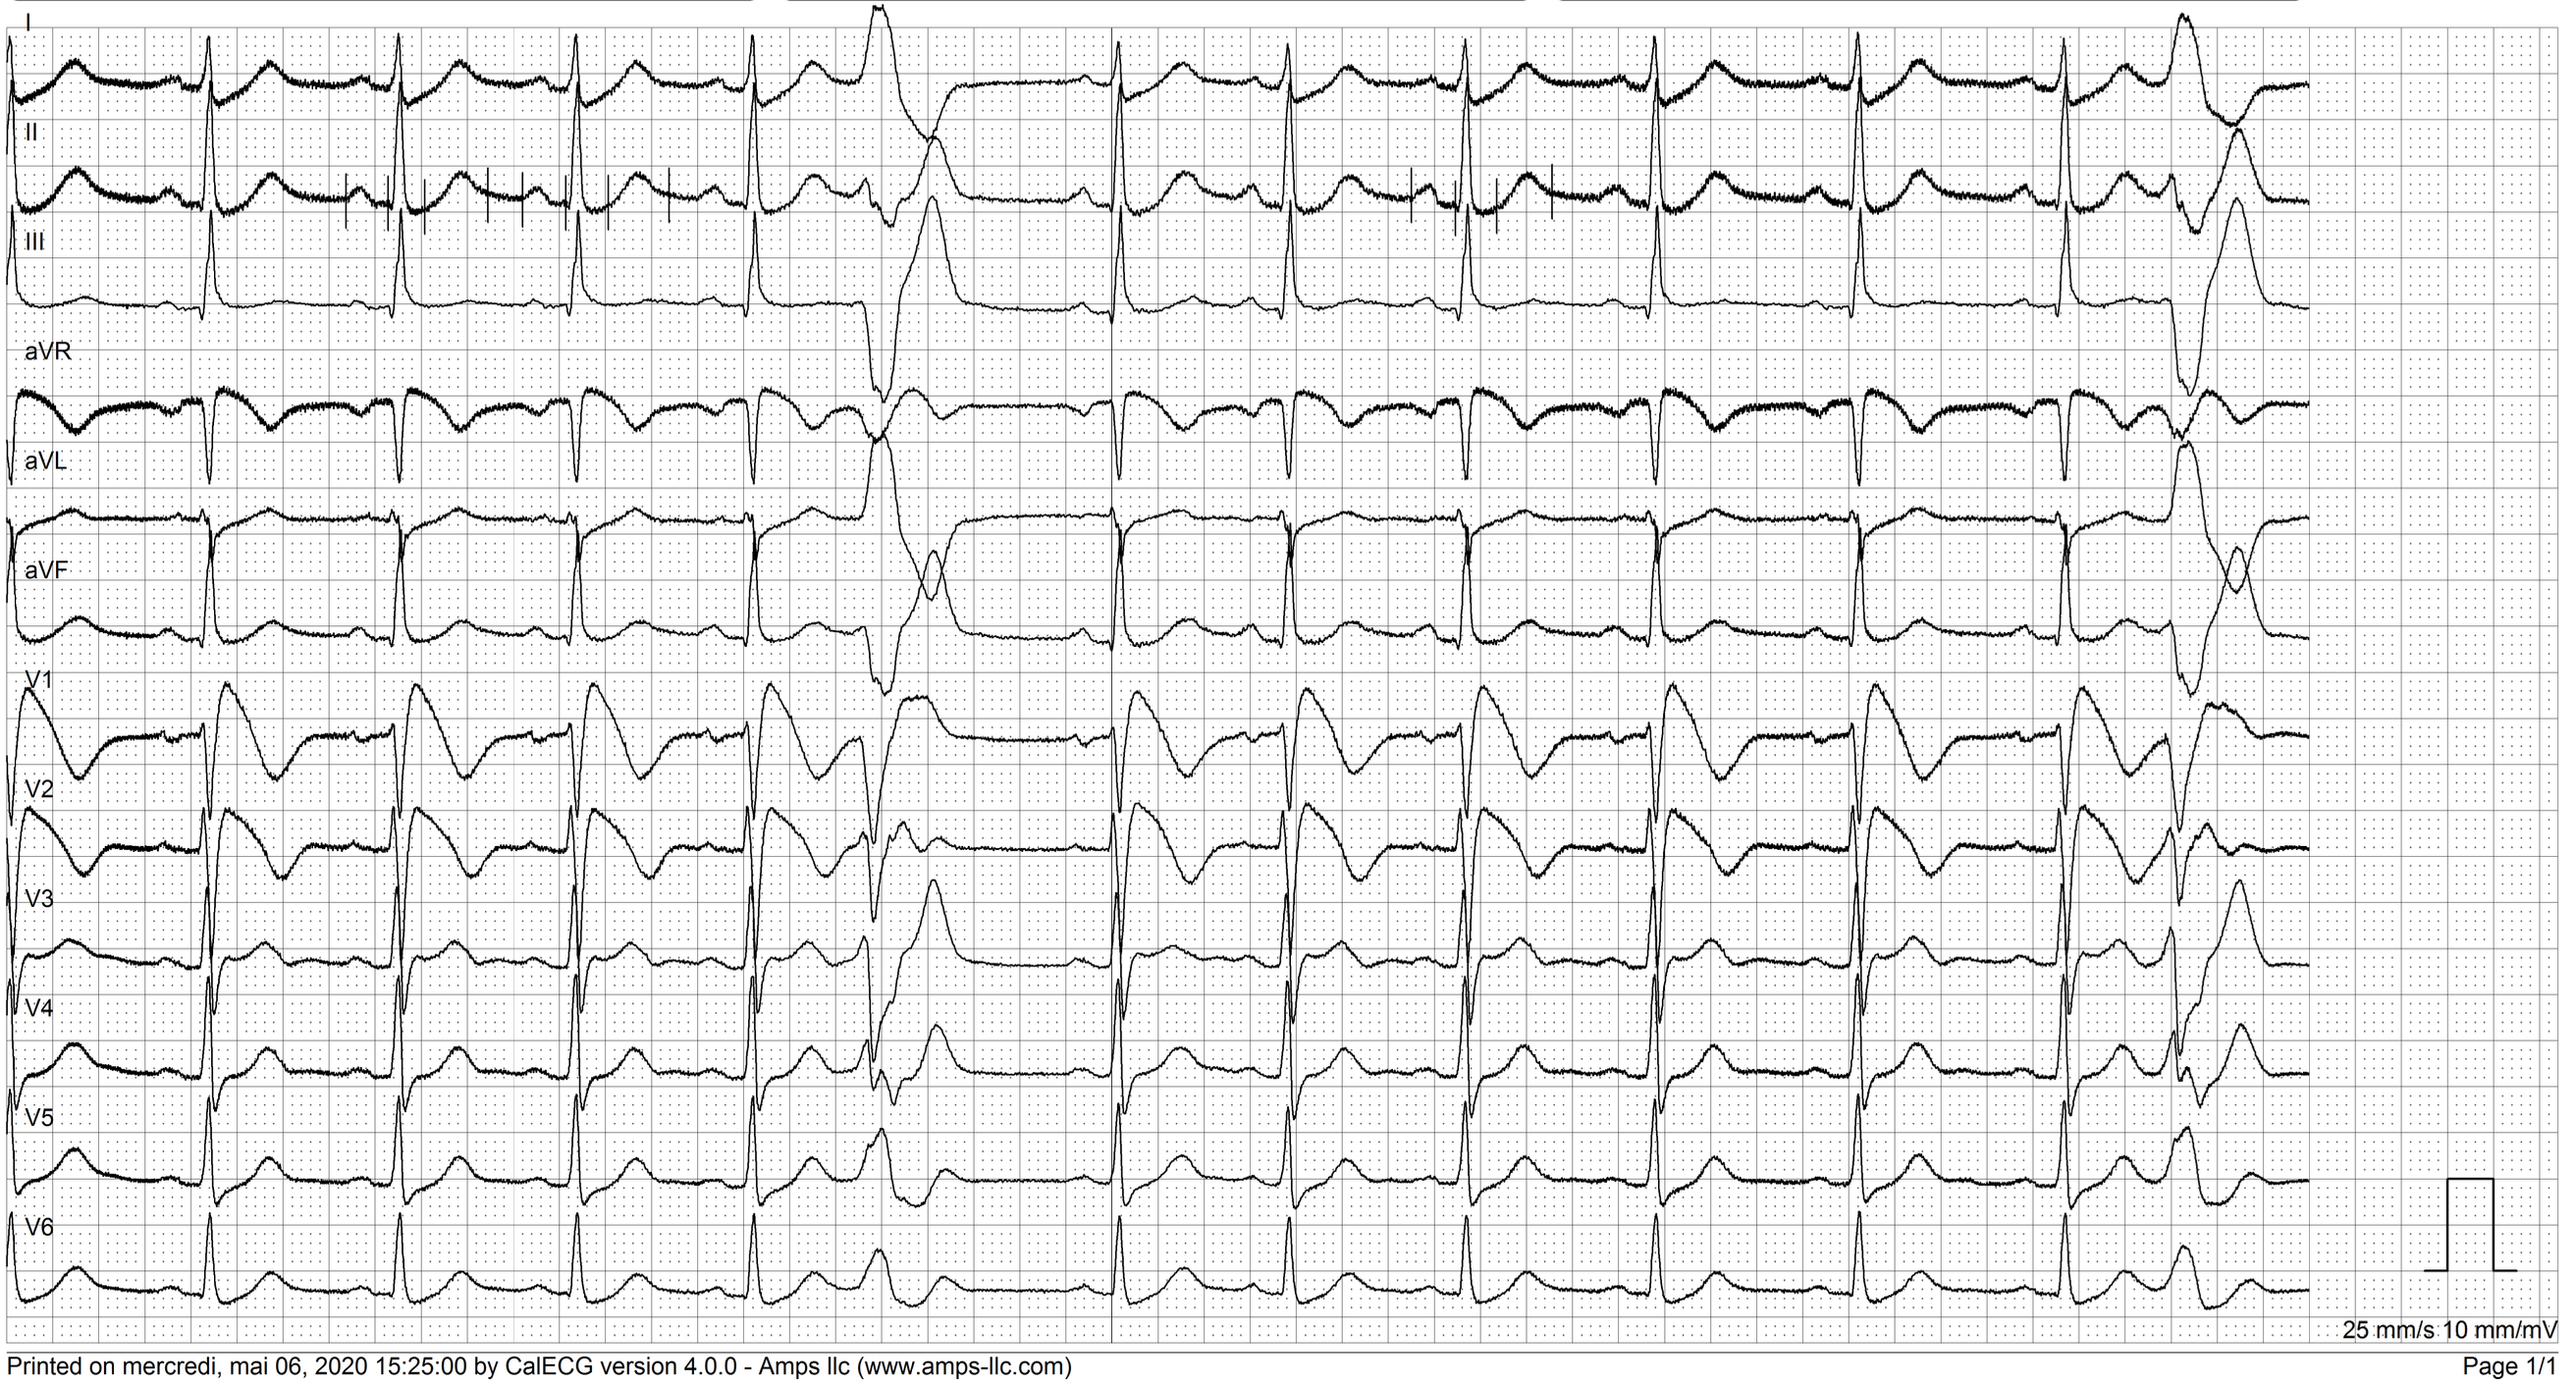 I
II
III
aVR
aVL
aVF
V1
V2
V3
V4
V5
V6
25 mm/s 10 mm/mV
Printed on mercredi, mai 06, 2020 15:25:00 by CalECG version 4.0.0 - Amps llc (www.amps-llc.com)
Page 1/1